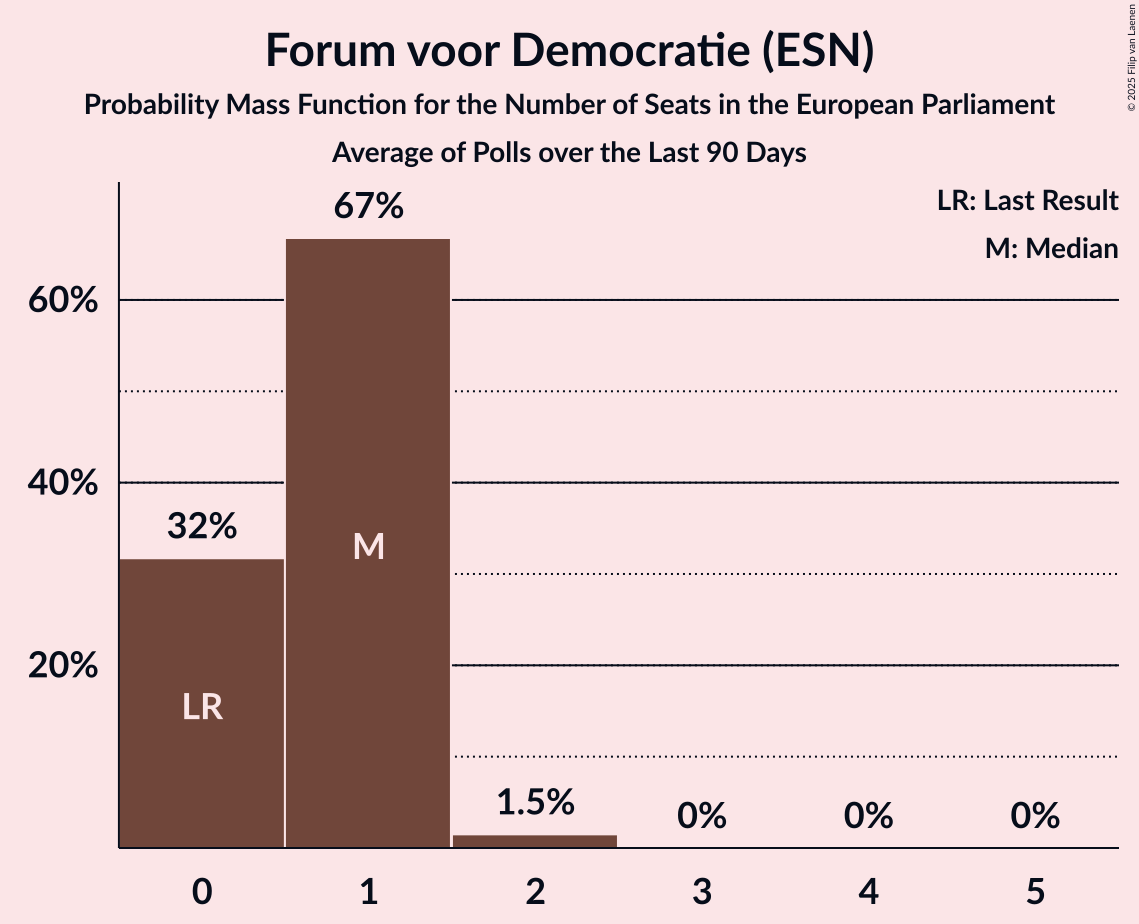 Forum voor Democratie (ESN)
Probability Mass Function for the Number of Seats in the European Parliament
Average of Polls over the Last 90 Days
© 2025 Filip van Laenen
LR: Last Result
M: Median
67%
60%
40%
32%
M
20%
LR
1.5%
0%
0%
0%
0
1
2
3
4
5